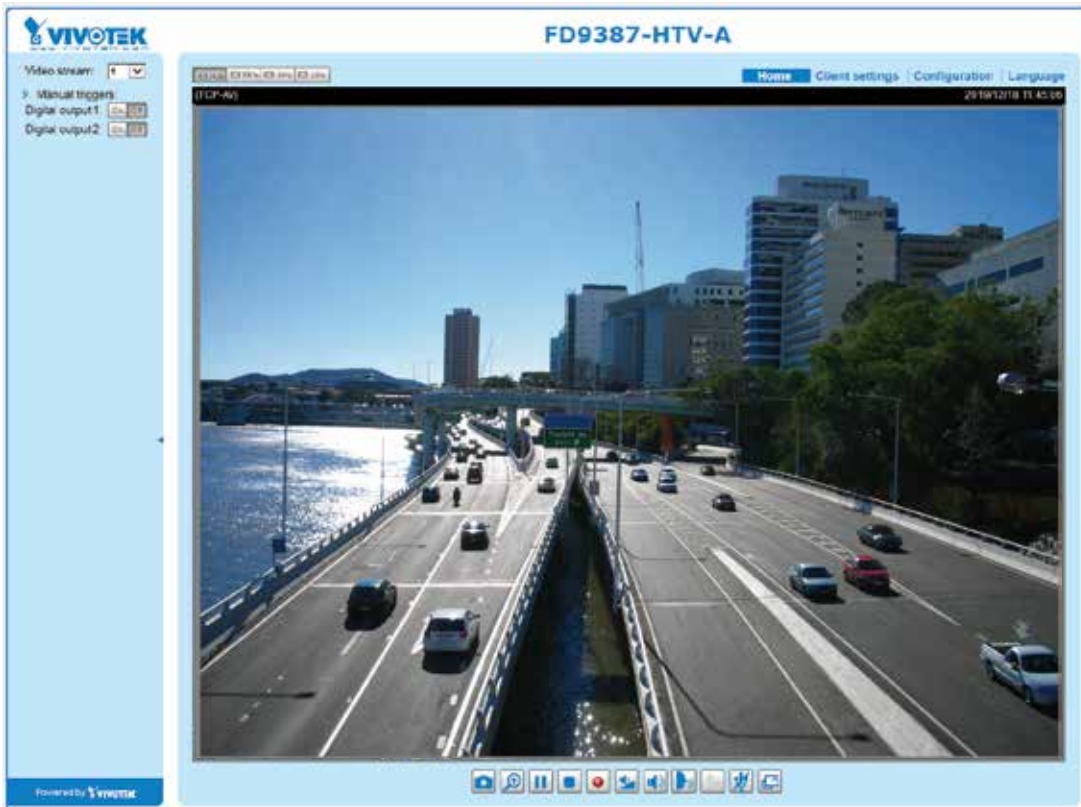 VIVOTEK
FD9387-HTV-A
Video stream: 1
Manual triggers:
Digital output 1:
Digital output 2:
Home
Client settings
Configuration
Language
(TCP-AV)
2019/12/18 11:45:06
Powered by VIVOTEK